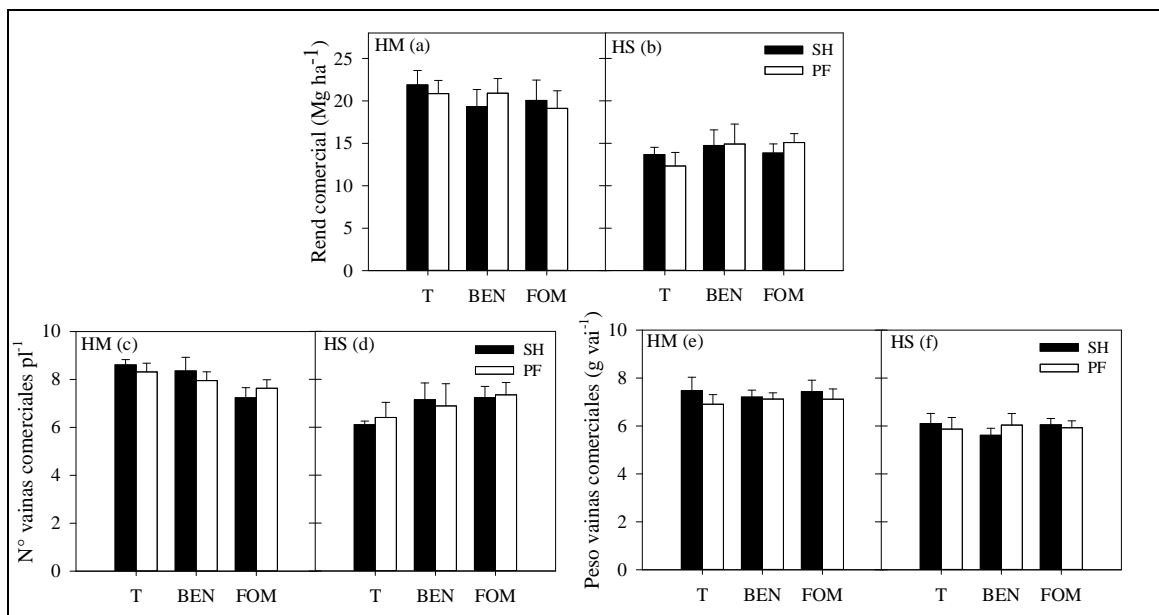 Rend comercial (Mg ha⁻¹)
HM (a)
HS (b)
SH
PF
25
20
15
10
5
0
T BEN FOM T BEN FOM
N° vainas comerciales pl⁻¹
HM (c)
HS (d)
SH
PF
10
8
6
4
2
0
T BEN FOM T BEN FOM
Peso vainas comerciales (g vai⁻¹)
HM (e)
HS (f)
SH
PF
10
8
6
4
2
0
T BEN FOM T BEN FOM